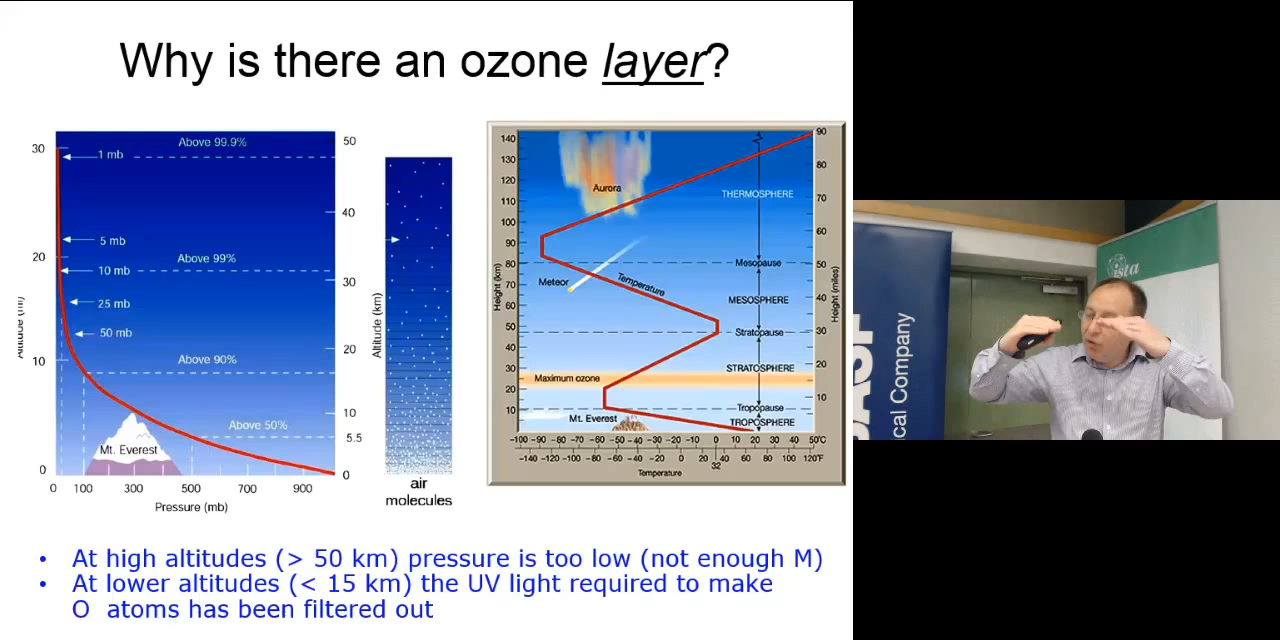 Why is there an ozone layer?
30
20
10
0
1 mb
5 mb
10 mb
25 mb
50 mb
Above 99.9%
Above 99%
Above 90%
Above 50%
Mt. Everest
50
40
30
20
10
5.5
0
Altitude (km)
0 100 300 500 700 900
Pressure (mb)
air
molecules
140
130
120
110
100
90
80
70
60
50
40
30
20
10
Height (km)
Aurora
Meteor
Temperature
Maximum ozone
Mt. Everest
THERMOSPHERE
Mesopause
MESOSPHERE
Stratopause
STRATOSPHERE
Tropopause
TROPOSPHERE
90
80
70
60
50
40
30
20
10
Height (miles)
-100 -90 -80 -70 -60 -50 -40 -30 -20 -10 0 10 20 30 40 50°C
-140 -120 -100 -80 -60 -40 -20 0 20 32 40 60 80 100 120°F
Temperature
• At high altitudes (> 50 km) pressure is too low (not enough M)
• At lower altitudes (< 15 km) the UV light required to make
O atoms has been filtered out
BASF
cal Company